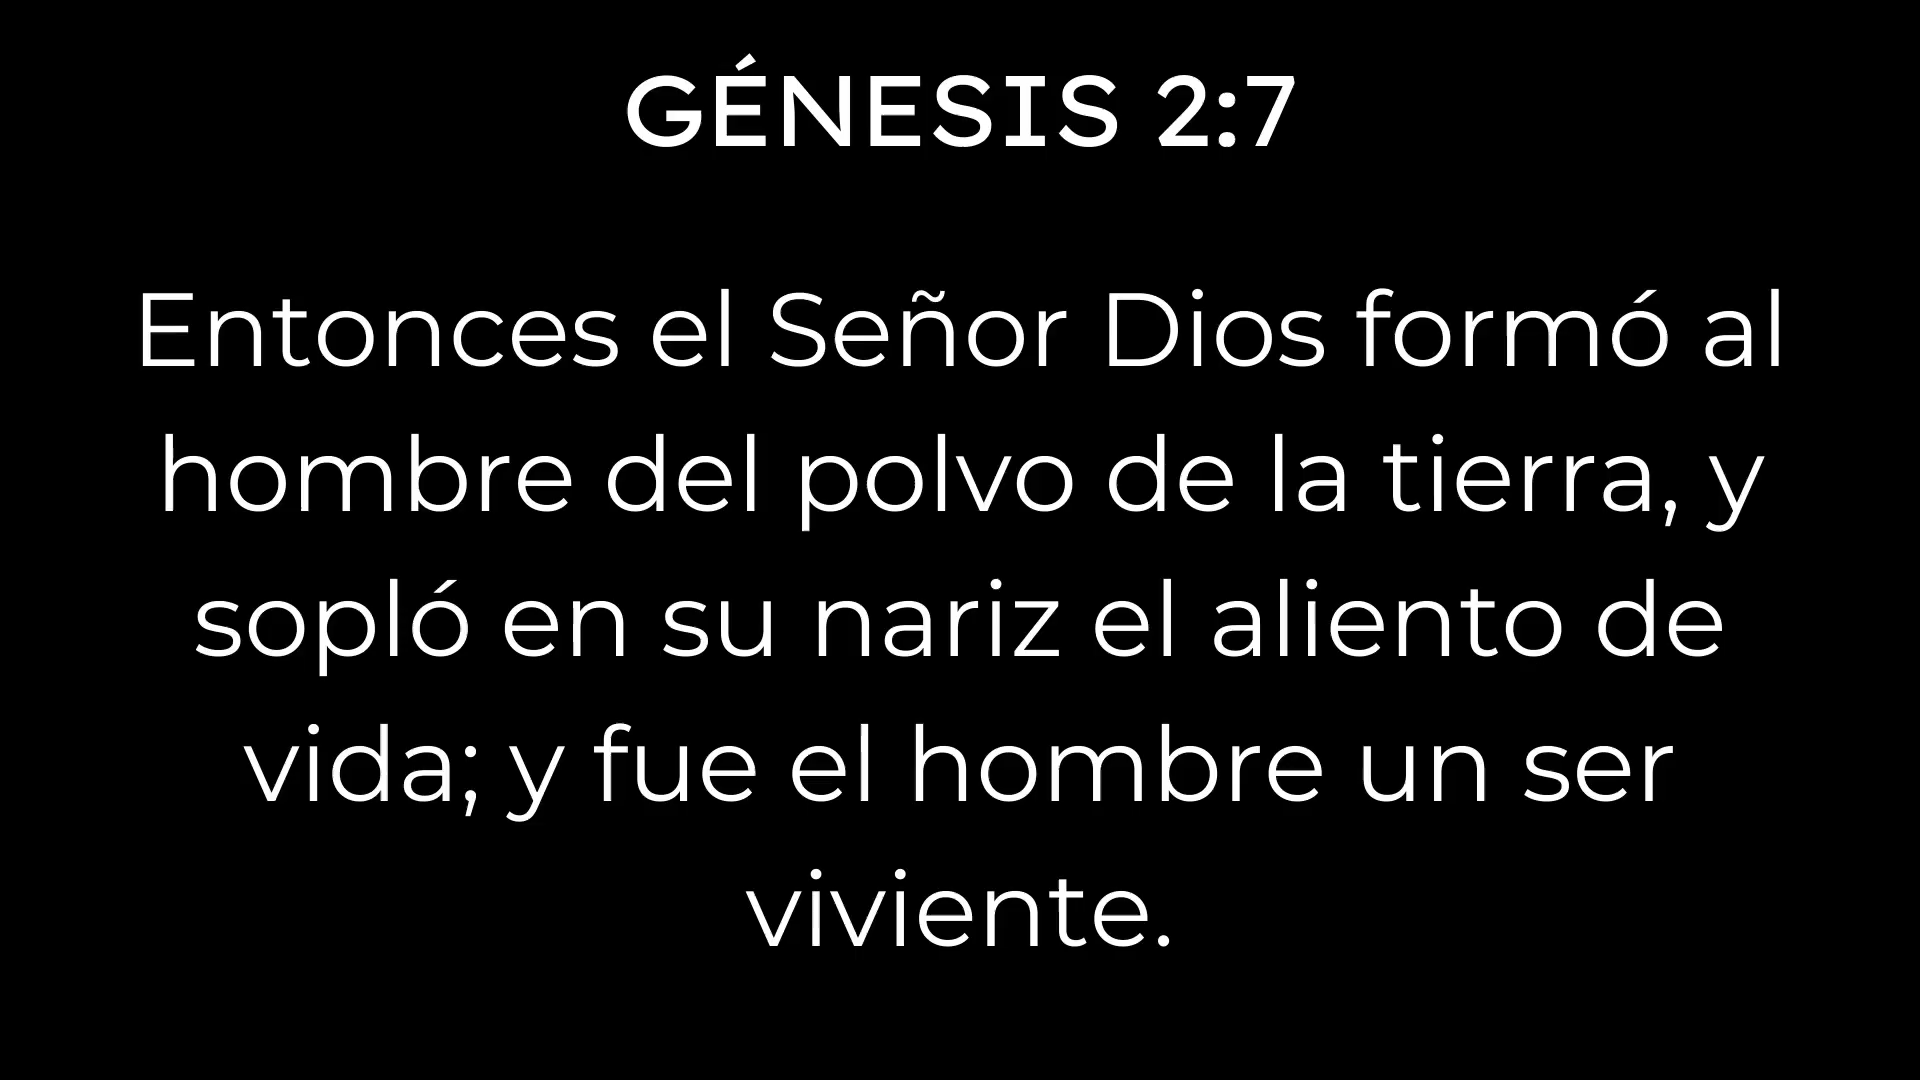 GÉNESIS 2:7
Entonces el Señor Dios formó al
hombre del polvo de la tierra, y
sopló en su nariz el aliento de
vida; y fue el hombre un ser
viviente.